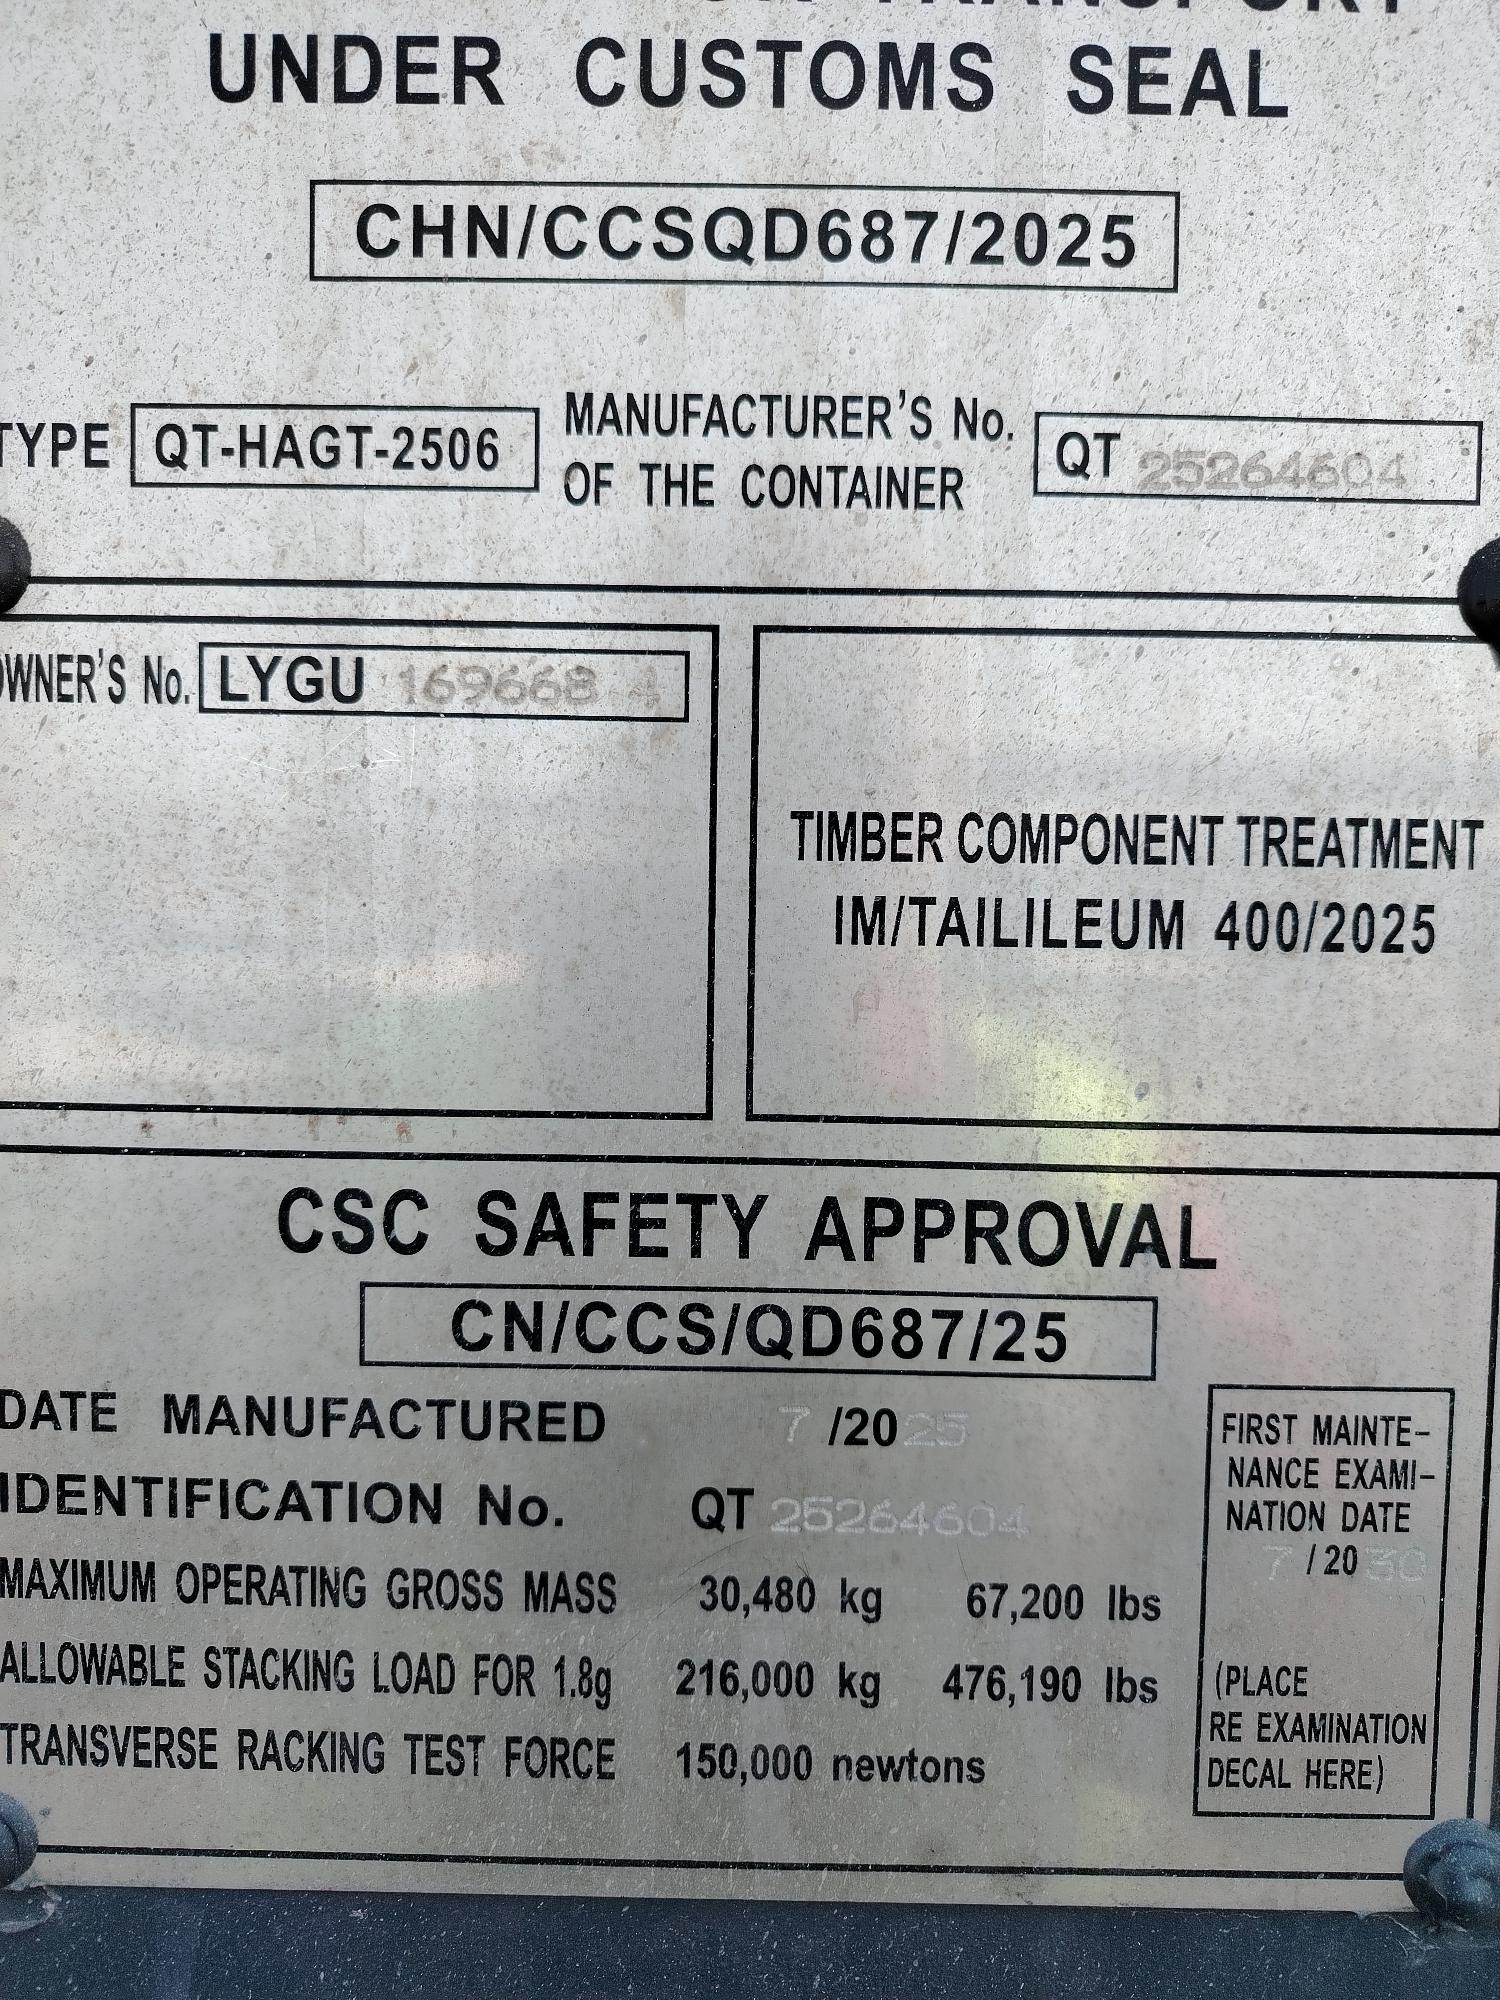 UNDER CUSTOMS SEAL
CHN/CCSQD687/2025
TYPE QT-HAGT-2506 MANUFACTURER'S No. OF THE CONTAINER QT 25264604
OWNER'S No. LYGU 169668 4
TIMBER COMPONENT TREATMENT
IM/TAILILEUM 400/2025
CSC SAFETY APPROVAL
CN/CCS/QD687/25
DATE MANUFACTURED 7 /20 25
IDENTIFICATION No. QT 25264604
MAXIMUM OPERATING GROSS MASS 30,480 kg 67,200 lbs
ALLOWABLE STACKING LOAD FOR 1.8g 216,000 kg 476,190 lbs
TRANSVERSE RACKING TEST FORCE 150,000 newtons
FIRST MAINTE-
NANCE EXAMI-
NATION DATE
7 /20 30
(PLACE
RE EXAMINATION
DECAL HERE)